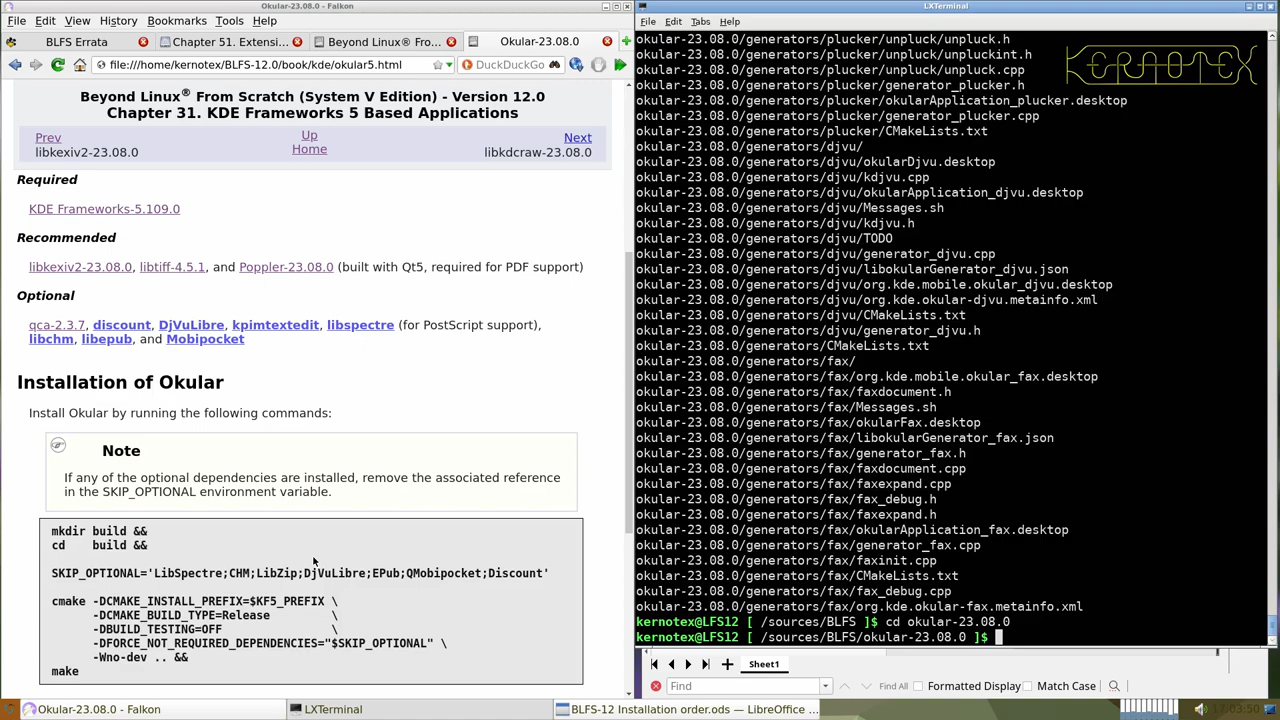 Okular-23.08.0 - Falkon
File Edit View History Bookmarks Tools Help
BLFS Errata
Chapter 51. Extensi...
Beyond Linux® Fro...
Okular-23.08.0
file:///home/kernotex/BLFS-12.0/book/kde/okular5.html
DuckDuckGo
Beyond Linux® From Scratch (System V Edition) - Version 12.0
Chapter 31. KDE Frameworks 5 Based Applications
Prev Up Next
libkexiv2-23.08.0 Home libkdcraw-23.08.0
Required
KDE Frameworks-5.109.0
Recommended
libkexiv2-23.08.0, libtiff-4.5.1, and Poppler-23.08.0 (built with Qt5, required for PDF support)
Optional
qca-2.3.7, discount, DjVuLibre, kpimtextedit, libspectre (for PostScript support),
libchm, libepub, and Mobipocket
Installation of Okular
Install Okular by running the following commands:
Note
If any of the optional dependencies are installed, remove the associated reference
in the SKIP_OPTIONAL environment variable.
mkdir build &&
cd    build &&
SKIP_OPTIONAL='LibSpectre;CHM;LibZip;DjVuLibre;EPub;QMobipocket;Discount'
cmake -DCMAKE_INSTALL_PREFIX=$KF5_PREFIX \
-DCMAKE_BUILD_TYPE=Release \
-DBUILD_TESTING=OFF \
-DFORCE_NOT_REQUIRED_DEPENDENCIES="$SKIP_OPTIONAL" \
-Wno-dev .. &&
make
LXTerminal
File Edit Tabs Help
KERNOTEX
okular-23.08.0/generators/plucker/unpluck/unpluck.h
okular-23.08.0/generators/plucker/unpluck/unpluckint.h
okular-23.08.0/generators/plucker/unpluck/unpluck.cpp
okular-23.08.0/generators/plucker/generator_plucker.h
okular-23.08.0/generators/plucker/okularApplication_plucker.desktop
okular-23.08.0/generators/plucker/generator_plucker.cpp
okular-23.08.0/generators/plucker/CMakeLists.txt
okular-23.08.0/generators/djvu/
okular-23.08.0/generators/djvu/okularDjvu.desktop
okular-23.08.0/generators/djvu/kdjvu.cpp
okular-23.08.0/generators/djvu/okularApplication_djvu.desktop
okular-23.08.0/generators/djvu/Messages.sh
okular-23.08.0/generators/djvu/kdjvu.h
okular-23.08.0/generators/djvu/TODO
okular-23.08.0/generators/djvu/generator_djvu.cpp
okular-23.08.0/generators/djvu/libokularGenerator_djvu.json
okular-23.08.0/generators/djvu/org.kde.mobile.okular_djvu.desktop
okular-23.08.0/generators/djvu/org.kde.okular-djvu.metainfo.xml
okular-23.08.0/generators/djvu/CMakeLists.txt
okular-23.08.0/generators/djvu/generator_djvu.h
okular-23.08.0/generators/CMakeLists.txt
okular-23.08.0/generators/fax/
okular-23.08.0/generators/fax/org.kde.mobile.okular_fax.desktop
okular-23.08.0/generators/fax/faxdocument.h
okular-23.08.0/generators/fax/Messages.sh
okular-23.08.0/generators/fax/okularFax.desktop
okular-23.08.0/generators/fax/libokularGenerator_fax.json
okular-23.08.0/generators/fax/generator_fax.h
okular-23.08.0/generators/fax/faxdocument.cpp
okular-23.08.0/generators/fax/faxexpand.cpp
okular-23.08.0/generators/fax/fax_debug.h
okular-23.08.0/generators/fax/faxexpand.h
okular-23.08.0/generators/fax/okularApplication_fax.desktop
okular-23.08.0/generators/fax/generator_fax.cpp
okular-23.08.0/generators/fax/faxinit.cpp
okular-23.08.0/generators/fax/CMakeLists.txt
okular-23.08.0/generators/fax/fax_debug.cpp
okular-23.08.0/generators/fax/org.kde.okular-fax.metainfo.xml
kernotex@LFS12 [ /sources/BLFS ]$ cd okular-23.08.0
kernotex@LFS12 [ /sources/BLFS/okular-23.08.0 ]$
Sheet1
Find Find All Formatted Display Match Case
Okular-23.08.0 - Falkon
LXTerminal
BLFS-12 Installation order.ods — LibreOffice ...
17:03:50